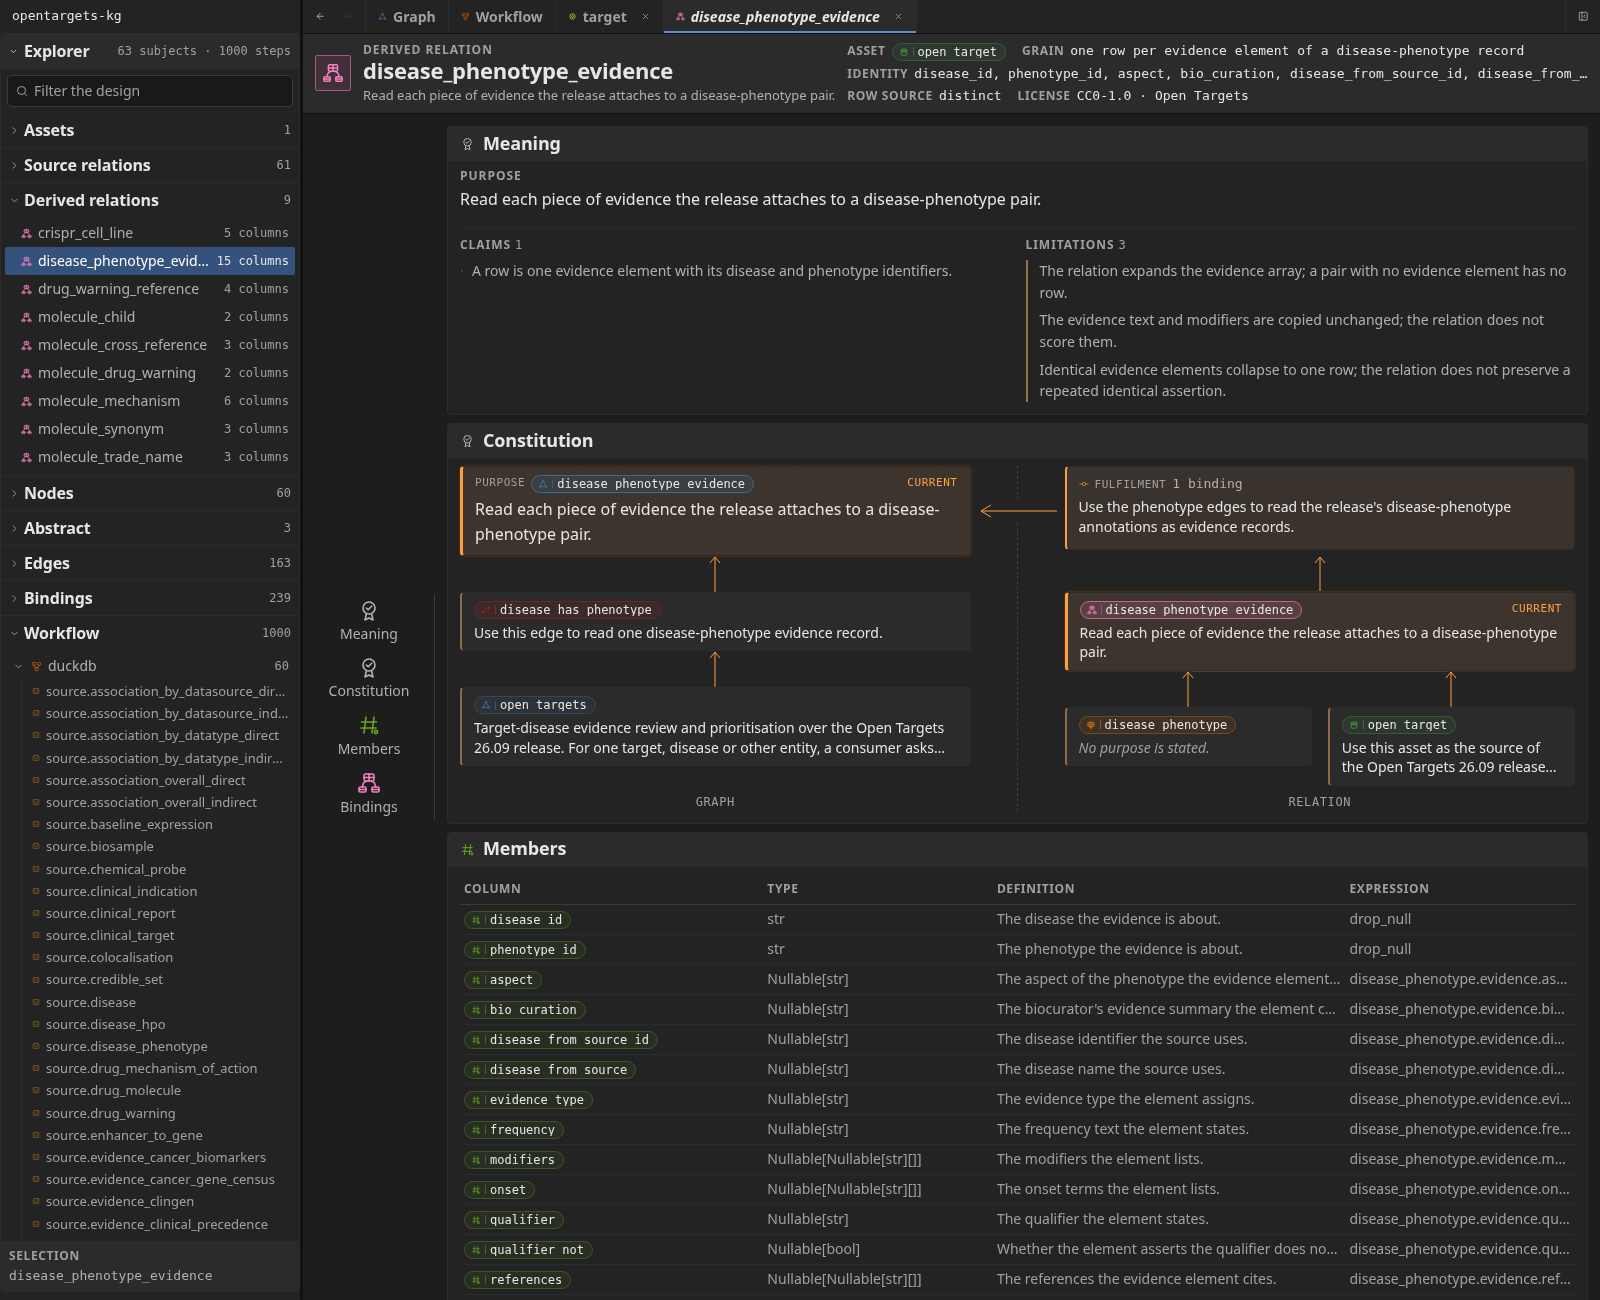 opentargets-kg
Explorer 63 subjects · 1000 steps
Filter the design
Assets 1
Source relations 61
Derived relations 9
crispr_cell_line 5 columns
disease_phenotype_evid... 15 columns
drug_warning_reference 4 columns
molecule_child 2 columns
molecule_cross_reference 3 columns
molecule_drug_warning 2 columns
molecule_mechanism 6 columns
molecule_synonym 3 columns
molecule_trade_name 3 columns
Nodes 60
Abstract 3
Edges 163
Bindings 239
Workflow 1000
duckdb 60
source.association_by_datasource_dir...
source.association_by_datasource_ind...
source.association_by_datatype_direct
source.association_by_datatype_indir...
source.association_overall_direct
source.association_overall_indirect
source.baseline_expression
source.biosample
source.chemical_probe
source.clinical_indication
source.clinical_report
source.clinical_target
source.colocalisation
source.credible_set
source.disease
source.disease_hpo
source.disease_phenotype
source.drug_mechanism_of_action
source.drug_molecule
source.drug_warning
source.enhancer_to_gene
source.evidence_cancer_biomarkers
source.evidence_cancer_gene_census
source.evidence_clingen
source.evidence_clinical_precedence
SELECTION
disease_phenotype_evidence
Graph Workflow target × disease_phenotype_evidence ×
DERIVED RELATION
disease_phenotype_evidence
Read each piece of evidence the release attaches to a disease-phenotype pair.
ASSET open target GRAIN one row per evidence element of a disease-phenotype record
IDENTITY disease_id, phenotype_id, aspect, bio_curation, disease_from_source_id, disease_from_…
ROW SOURCE distinct LICENSE CC0-1.0 · Open Targets
Meaning
Constitution
Members
Bindings
Meaning
PURPOSE
Read each piece of evidence the release attaches to a disease-phenotype pair.
CLAIMS 1
· A row is one evidence element with its disease and phenotype identifiers.
LIMITATIONS 3
The relation expands the evidence array; a pair with no evidence element has no
row.
The evidence text and modifiers are copied unchanged; the relation does not
score them.
Identical evidence elements collapse to one row; the relation does not preserve a
repeated identical assertion.
Constitution
PURPOSE disease phenotype evidence CURRENT
Read each piece of evidence the release attaches to a disease-
phenotype pair.
disease has phenotype
Use this edge to read one disease-phenotype evidence record.
open targets
Target-disease evidence review and prioritisation over the Open Targets
26.09 release. For one target, disease or other entity, a consumer asks...
GRAPH
FULFILMENT 1 binding
Use the phenotype edges to read the release's disease-phenotype
annotations as evidence records.
disease phenotype evidence CURRENT
Read each piece of evidence the release attaches to a disease-phenotype
pair.
disease phenotype
No purpose is stated.
open target
Use this asset as the source of
the Open Targets 26.09 release...
RELATION
Members
COLUMN TYPE DEFINITION EXPRESSION
disease id str The disease the evidence is about. drop_null
phenotype id str The phenotype the evidence is about. drop_null
aspect Nullable[str] The aspect of the phenotype the evidence element... disease_phenotype.evidence.as...
bio curation Nullable[str] The biocurator's evidence summary the element c... disease_phenotype.evidence.bi...
disease from source id Nullable[str] The disease identifier the source uses. disease_phenotype.evidence.di...
disease from source Nullable[str] The disease name the source uses. disease_phenotype.evidence.di...
evidence type Nullable[str] The evidence type the element assigns. disease_phenotype.evidence.evi...
frequency Nullable[str] The frequency text the element states. disease_phenotype.evidence.fre...
modifiers Nullable[Nullable[str][]] The modifiers the element lists. disease_phenotype.evidence.m...
onset Nullable[Nullable[str][]] The onset terms the element lists. disease_phenotype.evidence.on...
qualifier Nullable[str] The qualifier the element states. disease_phenotype.evidence.qu...
qualifier not Nullable[bool] Whether the element asserts the qualifier does no... disease_phenotype.evidence.qu...
references Nullable[Nullable[str][]] The references the evidence element cites. disease_phenotype.evidence.ref...